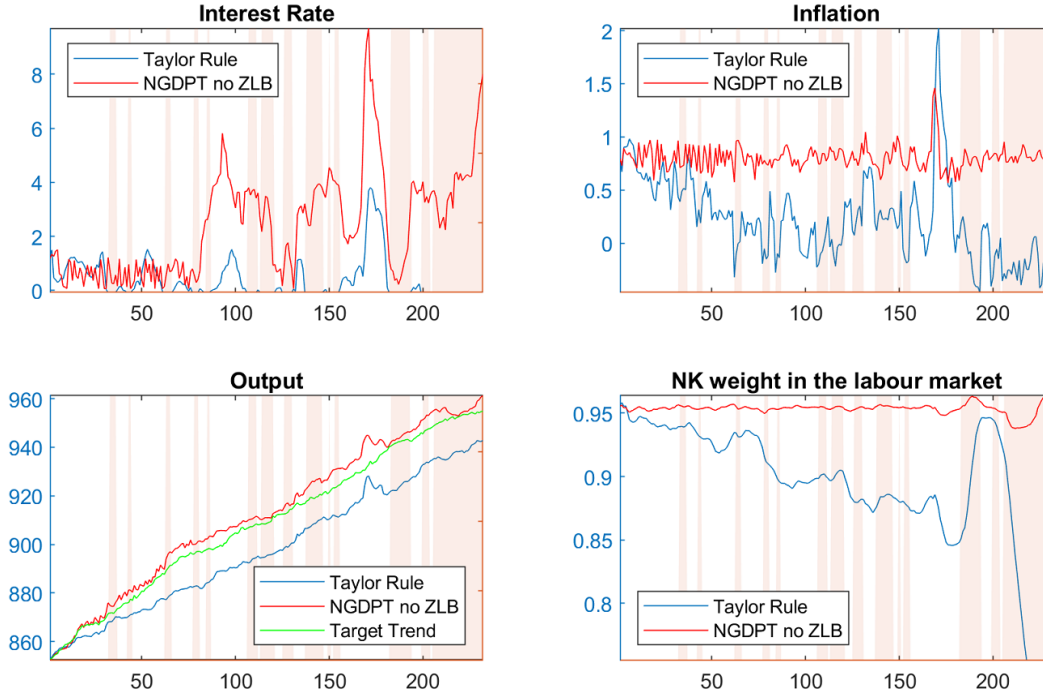 Interest Rate
8
6
4
2
0
Taylor Rule
NGDPT no ZLB
50
100
150
200
Inflation
2
1.5
1
0.5
0
Taylor Rule
NGDPT no ZLB
50
100
150
200
Output
960
940
920
900
880
860
Taylor Rule
NGDPT no ZLB
Target Trend
50
100
150
200
NK weight in the labour market
0.95
0.9
0.85
0.8
Taylor Rule
NGDPT no ZLB
50
100
150
200